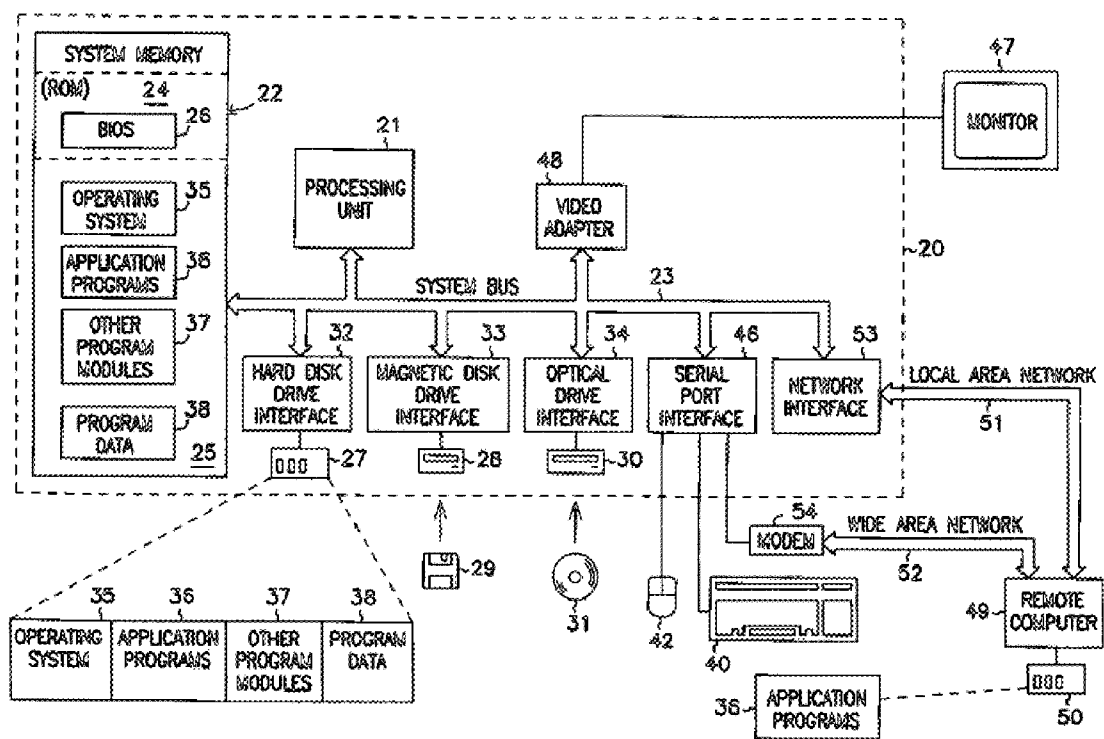 SYSTEM MEMORY
(ROM) 24
22
26
BIOS
35
OPERATING
SYSTEM
36
APPLICATION
PROGRAMS
37
OTHER
PROGRAM
MODULES
38
PROGRAM
DATA
25
21
PROCESSING
UNIT
48
VIDEO
ADAPTER
47
MONITOR
20
SYSTEM BUS
23
32
HARD DISK
DRIVE
INTERFACE
33
MAGNETIC DISK
DRIVE
INTERFACE
34
OPTICAL
DRIVE
INTERFACE
46
SERIAL
PORT
INTERFACE
53
NETWORK
INTERFACE
LOCAL AREA NETWORK
51
27
28
30
29
31
42
40
54
MODEM
WIDE AREA NETWORK
52
49
REMOTE
COMPUTER
50
36
APPLICATION
PROGRAMS
35
OPERATING
SYSTEM
36
APPLICATION
PROGRAMS
37
OTHER
PROGRAM
MODULES
38
PROGRAM
DATA